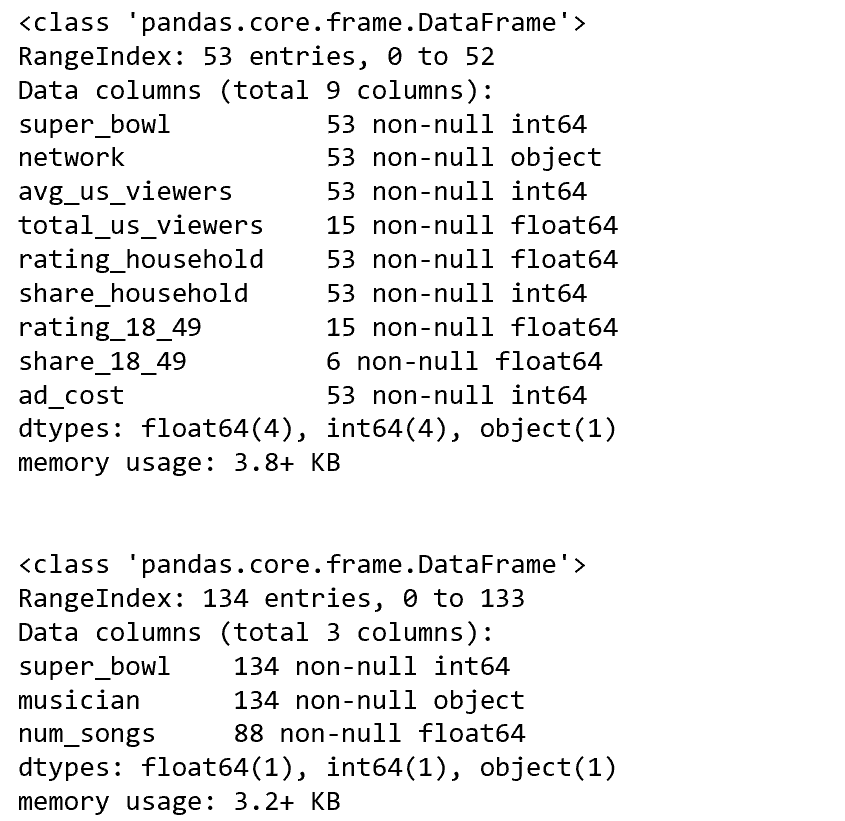 <class 'pandas.core.frame.DataFrame'>
RangeIndex: 53 entries, 0 to 52
Data columns (total 9 columns):
super_bowl          53 non-null int64
network             53 non-null object
avg_us_viewers      53 non-null int64
total_us_viewers    15 non-null float64
rating_household    53 non-null float64
share_household     53 non-null int64
rating_18_49        15 non-null float64
share_18_49         6 non-null float64
ad_cost             53 non-null int64
dtypes: float64(4), int64(4), object(1)
memory usage: 3.8+ KB
<class 'pandas.core.frame.DataFrame'>
RangeIndex: 134 entries, 0 to 133
Data columns (total 3 columns):
super_bowl    134 non-null int64
musician      134 non-null object
num_songs     88 non-null float64
dtypes: float64(1), int64(1), object(1)
memory usage: 3.2+ KB